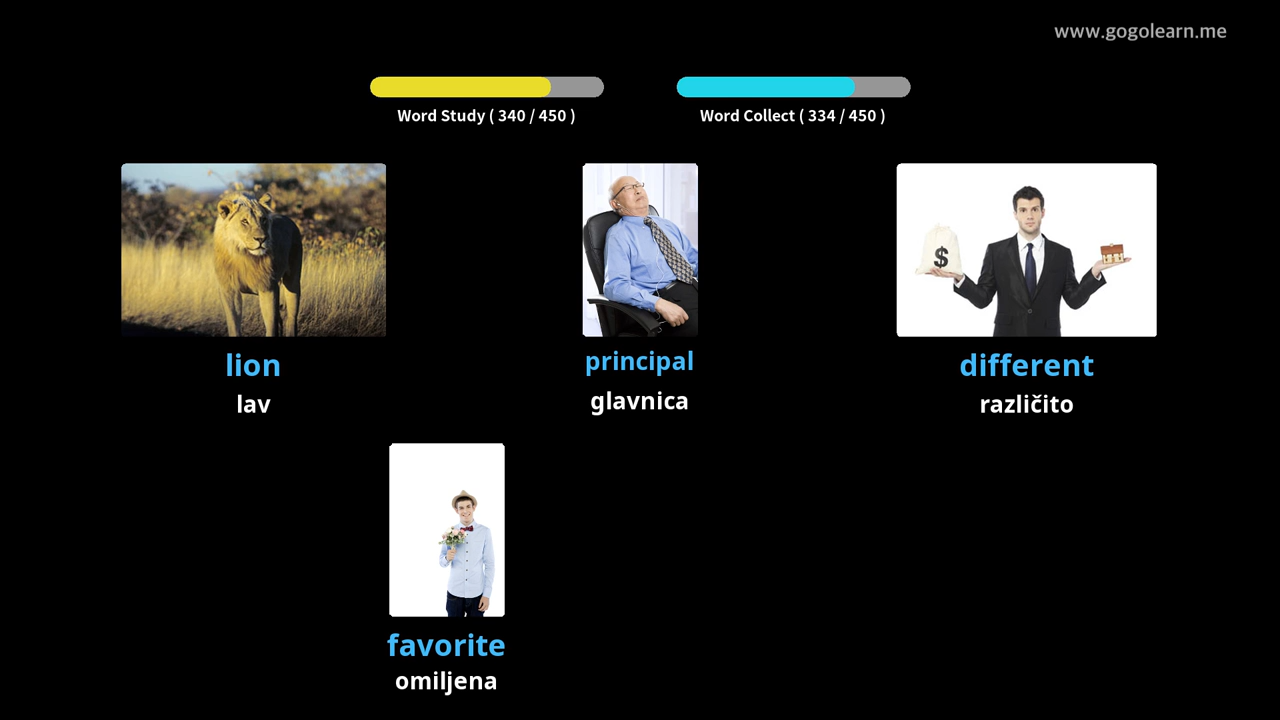 www.gogolearn.me
Word Study ( 340 / 450 )
Word Collect ( 334 / 450 )
$
lion
principal
different
lav
glavnica
različito
favorite
omiljena